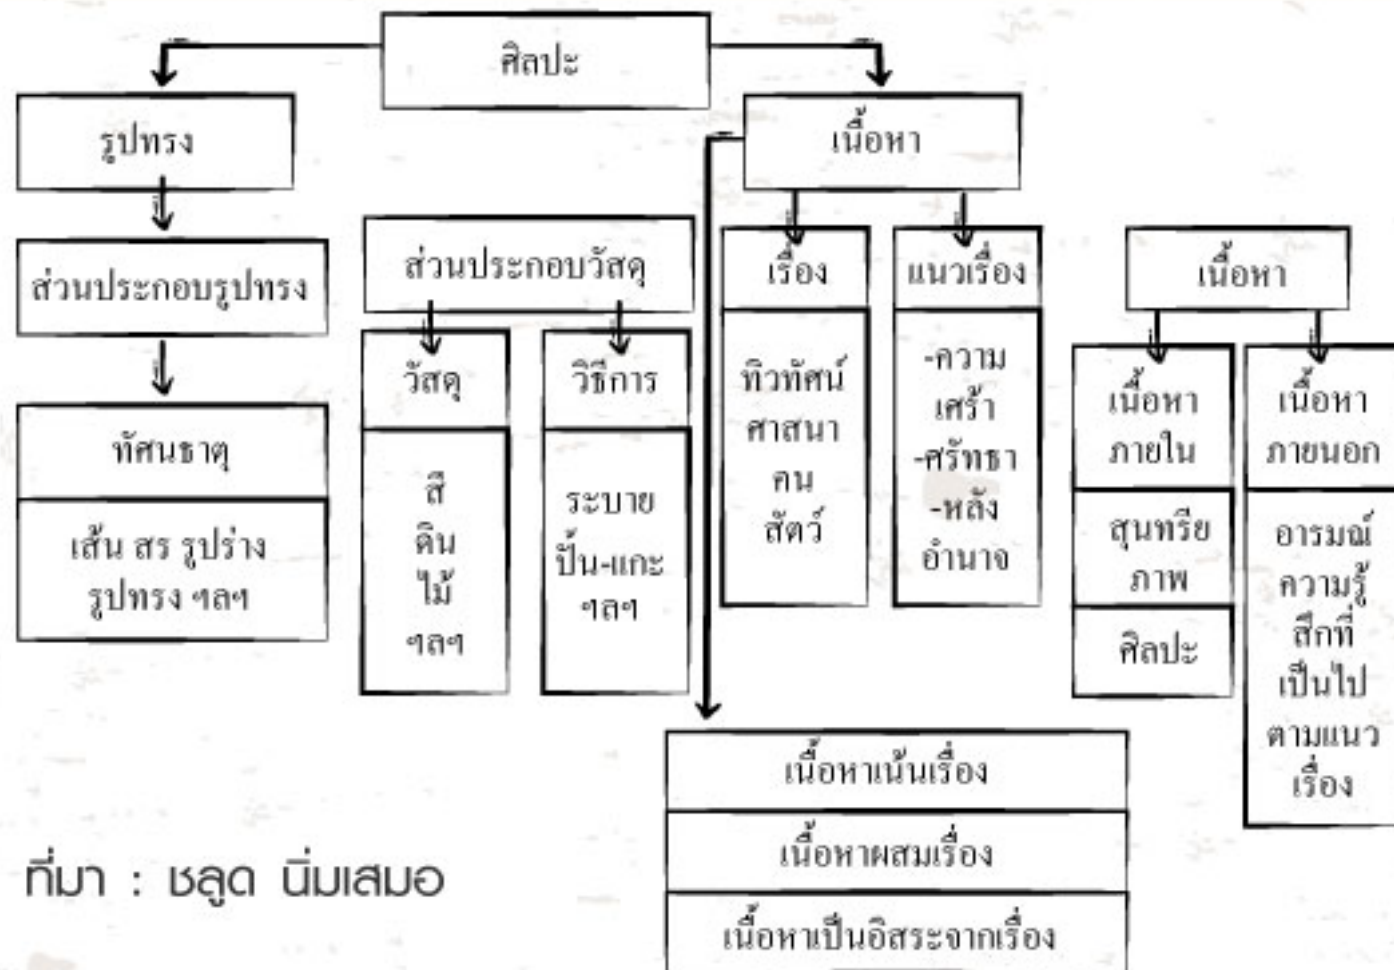 ศิลปะ
รูปทรง
เนื้อหา
ส่วนประกอบรูปทรง
ส่วนประกอบวัสดุ
เรื่อง
แนวเรื่อง
เนื้อหา
วัสดุ
วิธีการ
ทัศนธาตุ
เส้น สร รูปร่าง
รูปทรง ฯลฯ
สี
ดิน
ไม้
ฯลฯ
ระบาย
ปั้น-แกะ
ฯลฯ
ทิวทัศน์
ศาสนา
คน
สัตว์
-ความ
เศร้า
-ศรัทธา
-หลัง
อำนาจ
เนื้อหา
ภายใน
สุนทรีย
ภาพ
ศิลปะ
เนื้อหา
ภายนอก
อารมณ์
ความรู้
สึกที่
เป็นไป
ตามแนว
เรื่อง
เนื้อหาเน้นเรื่อง
เนื้อหาผสมเรื่อง
เนื้อหาเป็นอิสระจากเรื่อง
ที่มา : ชลูด นิ่มเสมอ